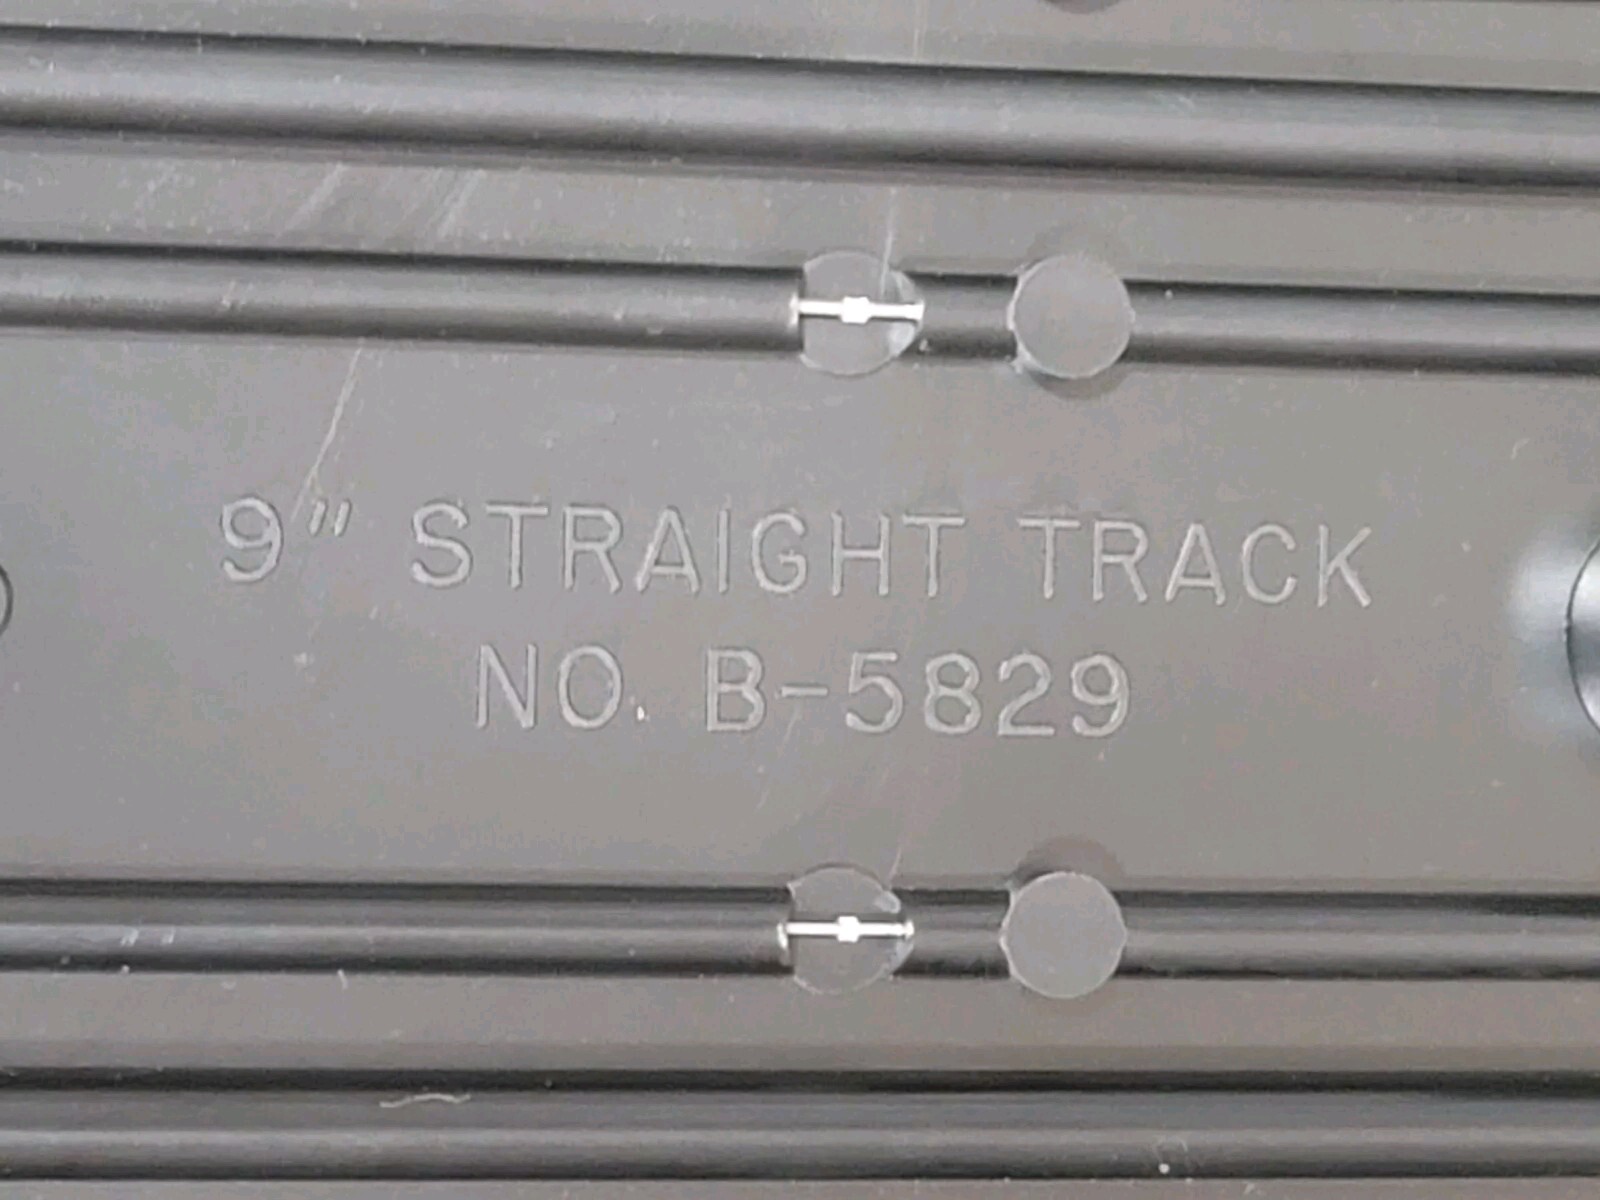 9" STRAIGHT TRACK
NO. B-5829